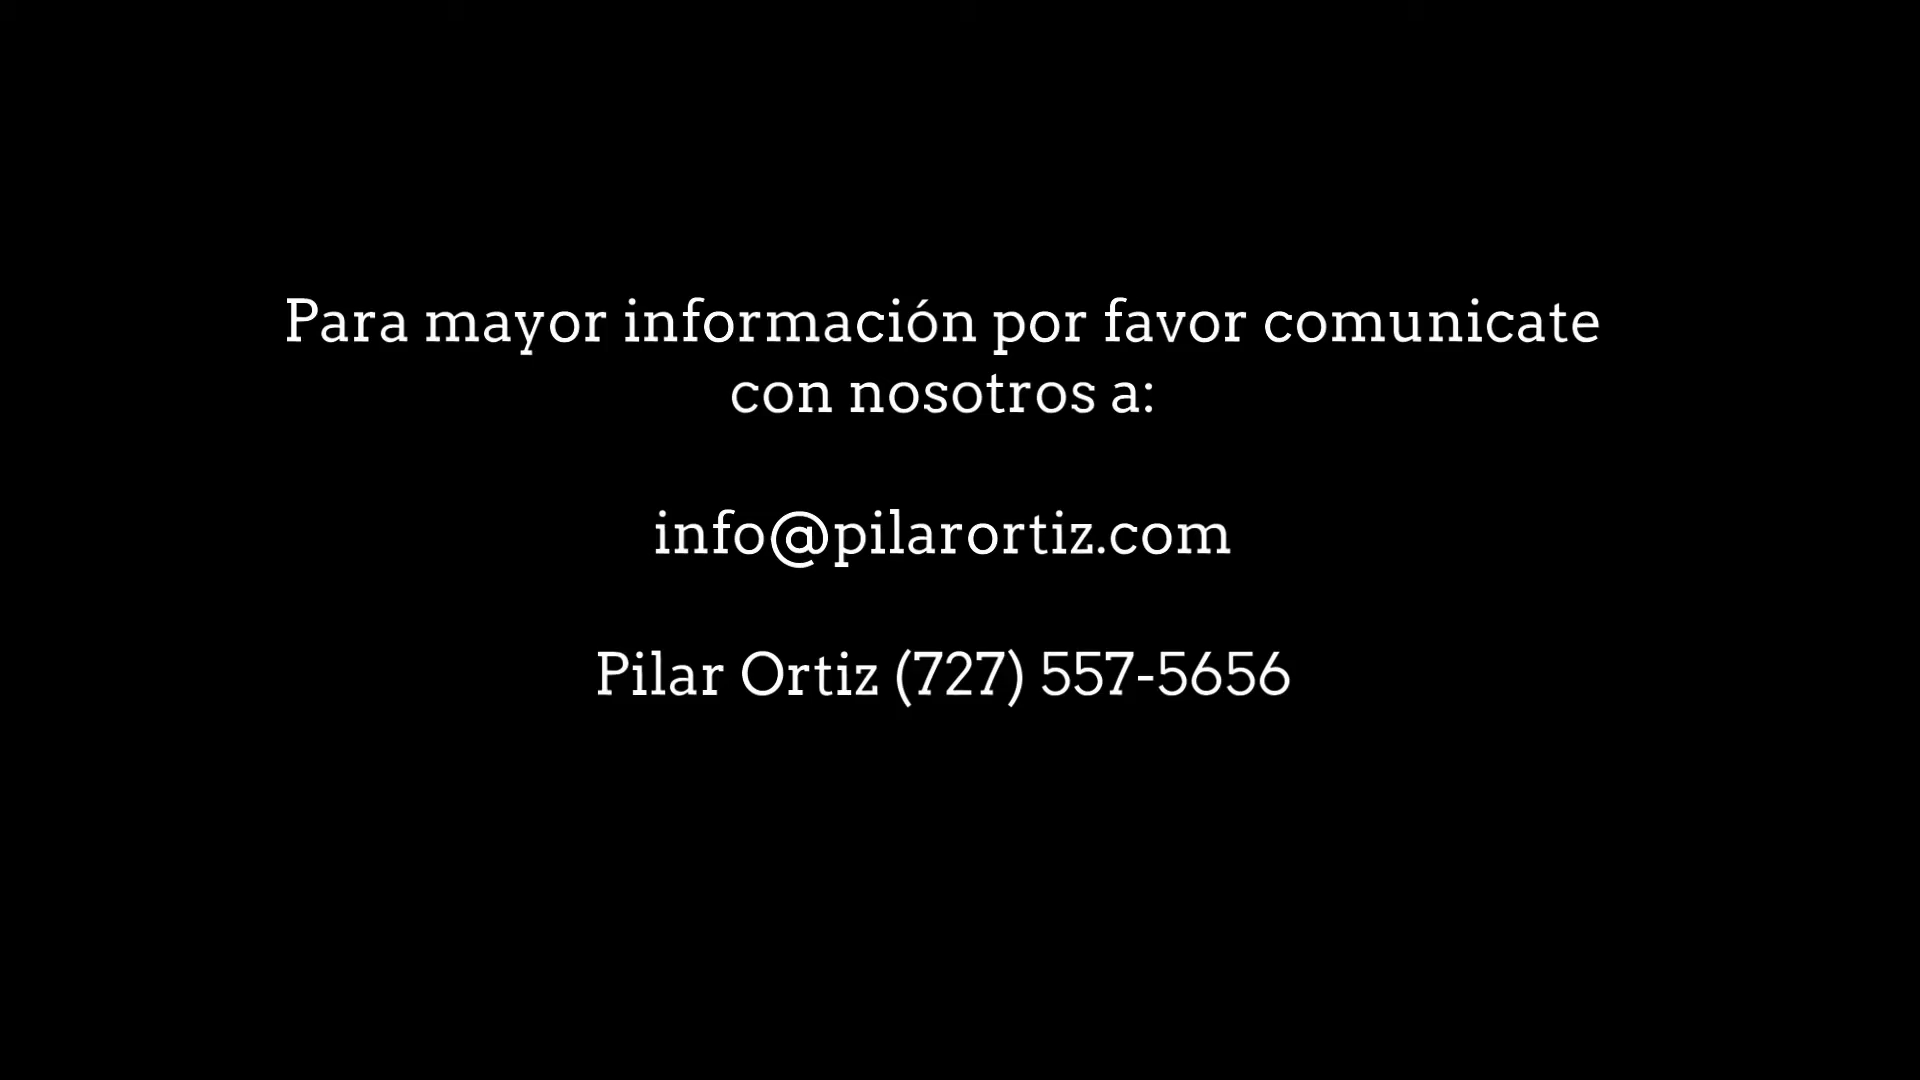 Para mayor información por favor comunicate
con nosotros a:
info@pilarortiz.com
Pilar Ortiz (727) 557-5656